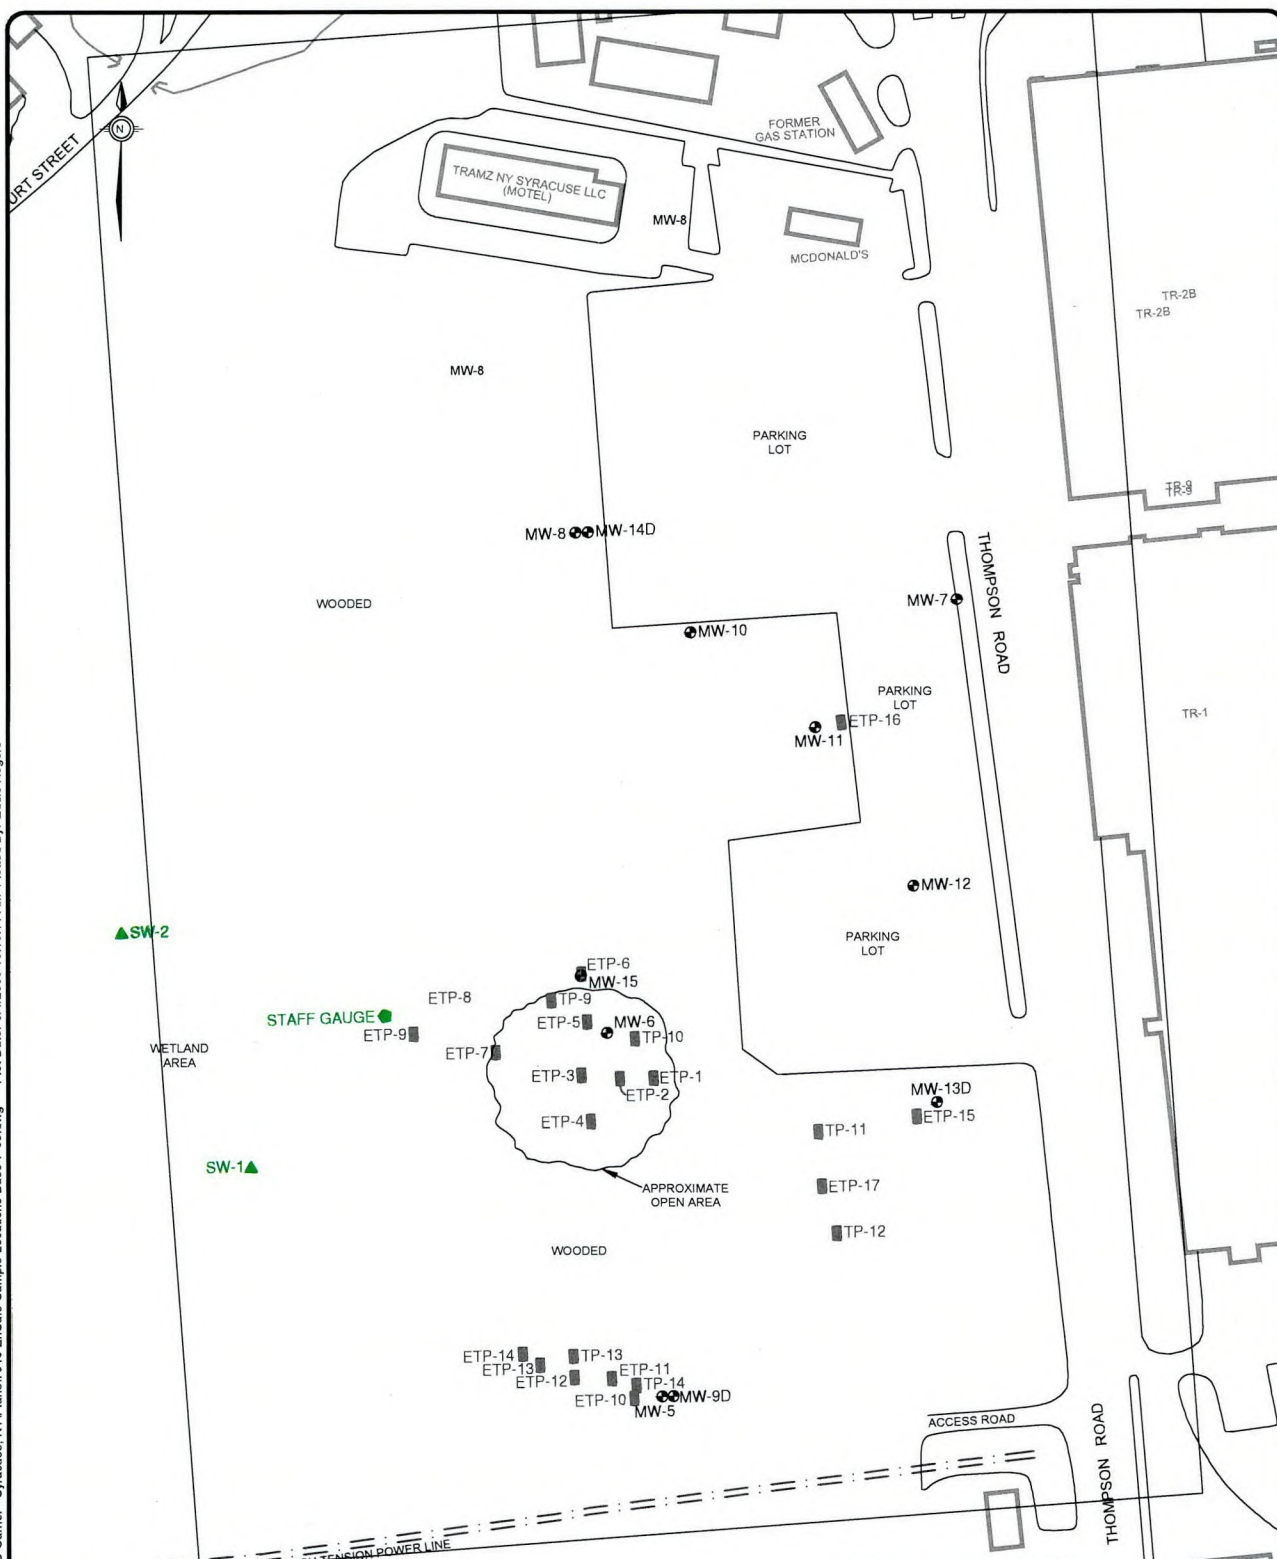 FORMER
GAS STATION
URT STREET
TRAMZ NY SYRACUSE LLC
(MOTEL)
MW-8
MCDONALD'S
TR-2B
TR-2B
MW-8
PARKING
LOT
TR-9
TR-9
MW-8
MW-14D
THOMPSON ROAD
WOODED
MW-7
MW-10
PARKING
LOT
ETP-16
TR-1
MW-11
MW-12
SW-2
PARKING
LOT
ETP-6
MW-15
ETP-8
TP-9
STAFF GAUGE
ETP-5
MW-6
ETP-9
TP-10
WETLAND
AREA
ETP-7
ETP-3
ETP-1
ETP-2
MW-13D
ETP-4
ETP-15
TP-11
SW-1
APPROXIMATE
OPEN AREA
ETP-17
TP-12
WOODED
ETP-14
TP-13
ETP-13
ETP-11
ETP-12
TP-14
ETP-10
MW-9D
MW-5
ACCESS ROAD
THOMPSON ROAD
TENSION POWER LINE